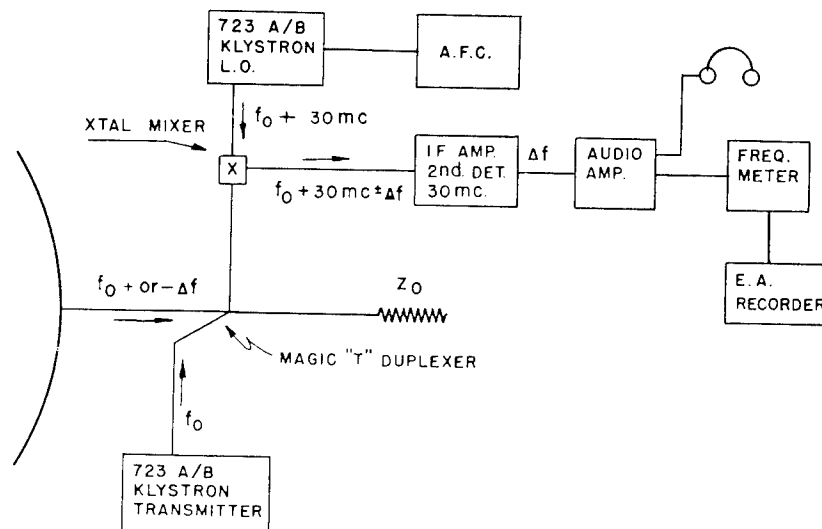 723 A/B
KLYSTRON
L.O.
A.F.C.
XTAL MIXER
f₀ + 30mc
X
f₀ + 30mc ± Δf
IF AMP.
2nd. DET.
30mc.
Δf
AUDIO
AMP.
FREQ.
METER
E.A.
RECORDER
f₀ + or - Δf
Z₀
MAGIC "T" DUPLEXER
f₀
723 A/B
KLYSTRON
TRANSMITTER